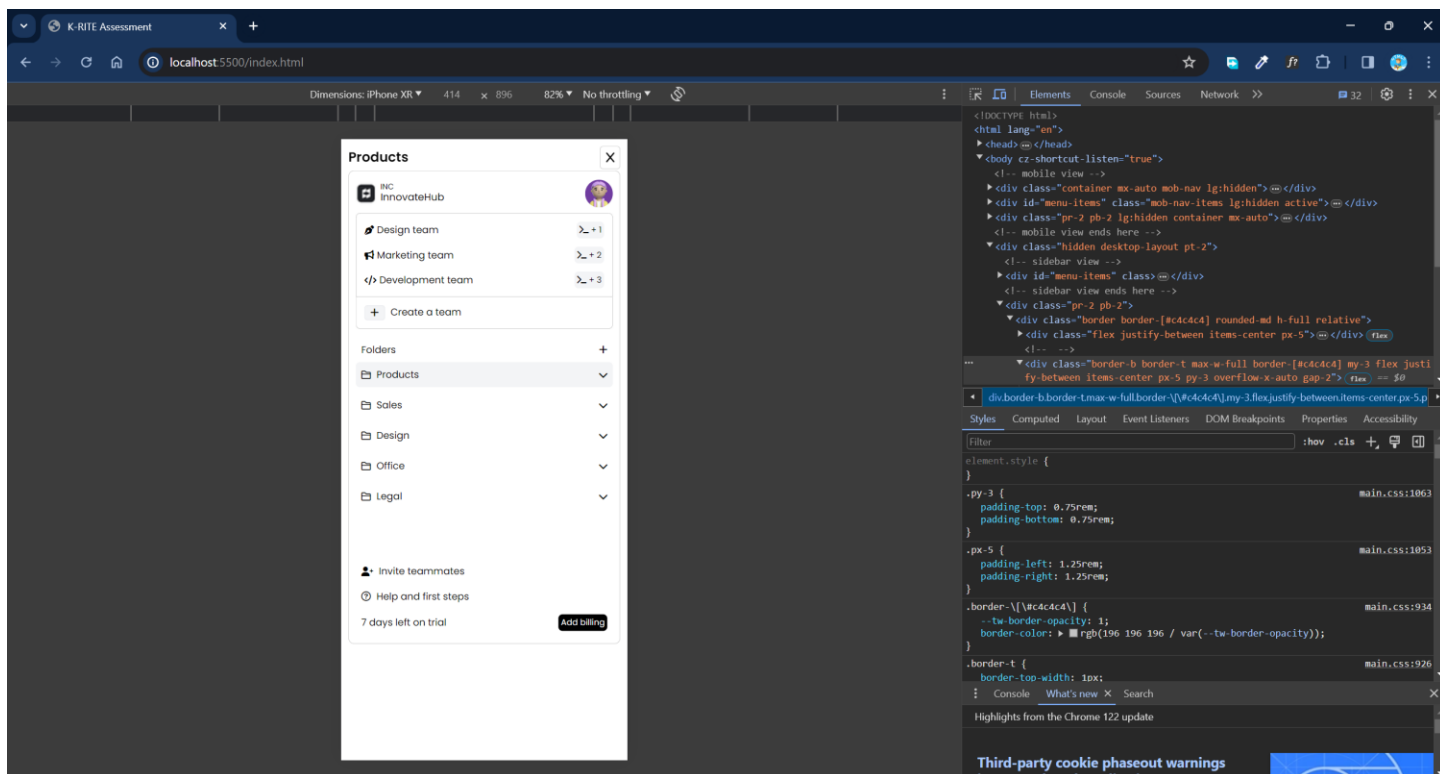 K-RITE Assessment
localhost:5500/index.html
Dimensions: iPhone XR 414 x 896 82% No throttling
Products X
INC
InnovateHub
Design team >_ + 1
Marketing team >_ + 2
</> Development team >_ + 3
+ Create a team
Folders +
Products
Sales
Design
Office
Legal
Invite teammates
Help and first steps
7 days left on trial Add billing
Elements Console Sources Network 32
<!DOCTYPE html>
<html lang="en">
<head> </head>
<body cz-shortcut-listen="true">
<!-- mobile view -->
<div class="container mx-auto mob-nav lg:hidden"> </div>
<div id="menu-items" class="mob-nav-items lg:hidden active"> </div>
<div class="pr-2 pb-2 lg:hidden container mx-auto"> </div>
<!-- mobile view ends here -->
<div class="hidden desktop-layout pt-2">
<!-- sidebar view -->
<div id="menu-items" class> </div>
<!-- sidebar view ends here -->
<div class="pr-2 pb-2">
<div class="border border-[#c4c4c4] rounded-md h-full relative">
<div class="flex justify-between items-center px-5"> </div> flex
<!-- -->
<div class="border-b border-t max-w-full border-[#c4c4c4] my-3 flex justi
fy-between items-center px-5 py-3 overflow-x-auto gap-2"> flex == $0
div.border-b.border-t.max-w-full.border-\[\#c4c4c4\].my-3.flex.justify-between.items-center.px-5.p
Styles Computed Layout Event Listeners DOM Breakpoints Properties Accessibility
Filter :hov .cls
element.style {
}
.py-3 { main.css:1063
padding-top: 0.75rem;
padding-bottom: 0.75rem;
}
.px-5 { main.css:1053
padding-left: 1.25rem;
padding-right: 1.25rem;
}
.border-\[\#c4c4c4\] { main.css:934
--tw-border-opacity: 1;
border-color: rgb(196 196 196 / var(--tw-border-opacity));
}
.border-t { main.css:926
border-top-width: 1px;
Console What's new Search
Highlights from the Chrome 122 update
Third-party cookie phaseout warnings